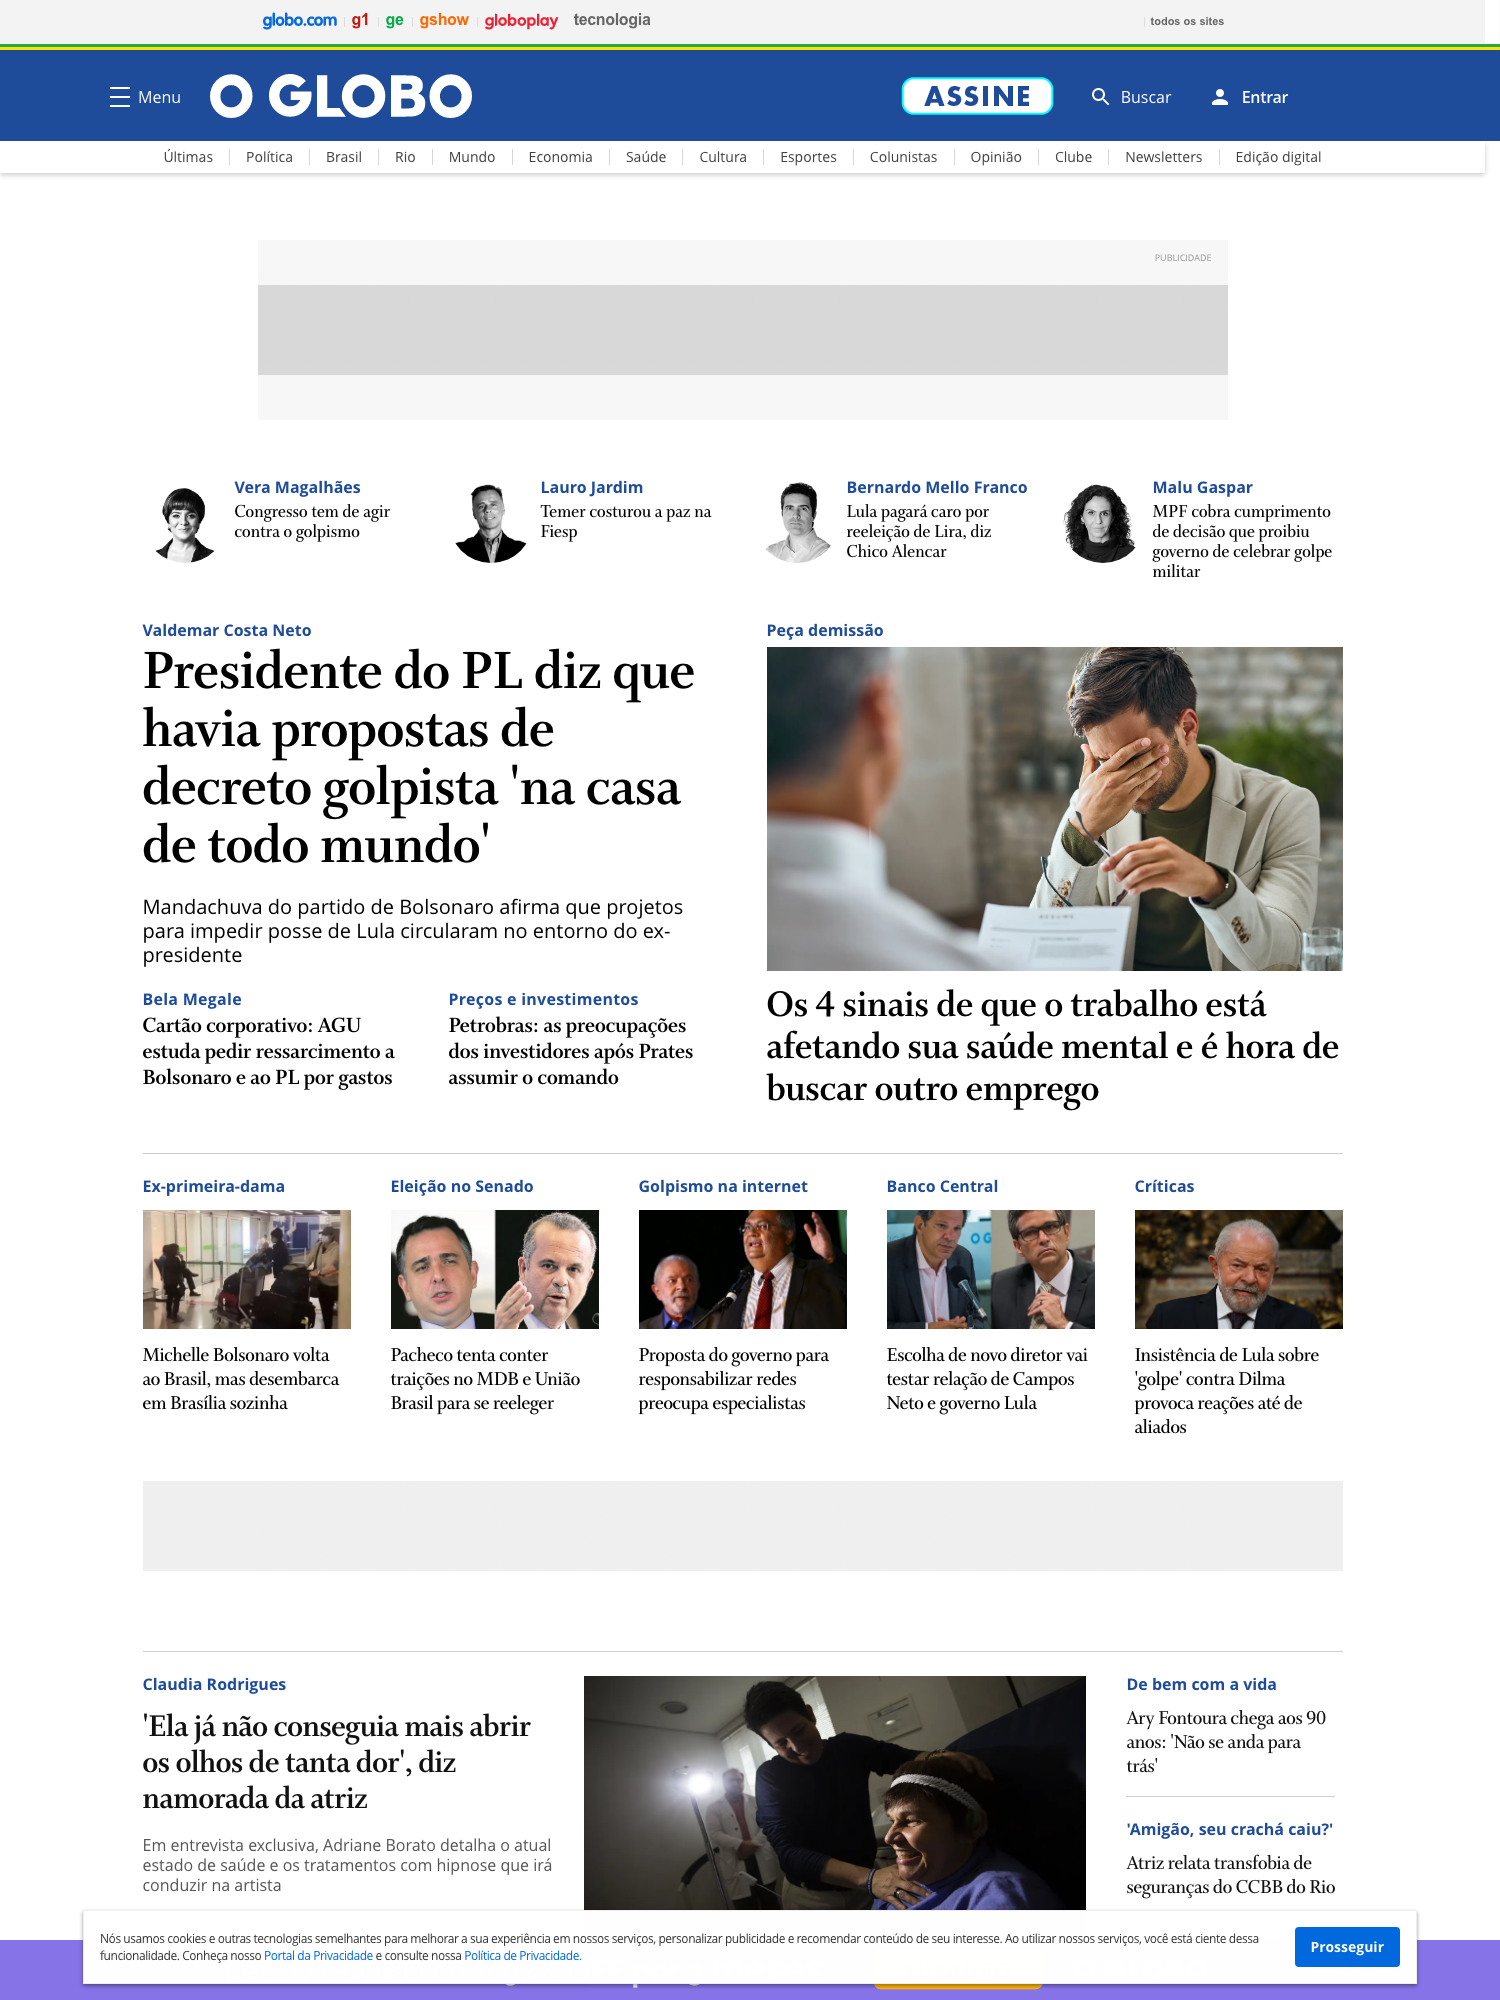 globo.com g1 ge gshow globoplay tecnologia todos os sites
Menu O GLOBO ASSINE Buscar Entrar
Últimas Política Brasil Rio Mundo Economia Saúde Cultura Esportes Colunistas Opinião Clube Newsletters Edição digital
PUBLICIDADE
Vera Magalhães
Congresso tem de agir
contra o golpismo
Lauro Jardim
Temer costurou a paz na
Fiesp
Bernardo Mello Franco
Lula pagará caro por
reeleição de Lira, diz
Chico Alencar
Malu Gaspar
MPF cobra cumprimento
de decisão que proibiu
governo de celebrar golpe
militar
Valdemar Costa Neto
Presidente do PL diz que
havia propostas de
decreto golpista 'na casa
de todo mundo'
Mandachuva do partido de Bolsonaro afirma que projetos
para impedir posse de Lula circularam no entorno do ex-
presidente
Bela Megale
Cartão corporativo: AGU
estuda pedir ressarcimento a
Bolsonaro e ao PL por gastos
Preços e investimentos
Petrobras: as preocupações
dos investidores após Prates
assumir o comando
Peça demissão
RESUME
Os 4 sinais de que o trabalho está
afetando sua saúde mental e é hora de
buscar outro emprego
Ex-primeira-dama
Michelle Bolsonaro volta
ao Brasil, mas desembarca
em Brasília sozinha
Eleição no Senado
Pacheco tenta conter
traições no MDB e União
Brasil para se reeleger
Golpismo na internet
Proposta do governo para
responsabilizar redes
preocupa especialistas
Banco Central
Escolha de novo diretor vai
testar relação de Campos
Neto e governo Lula
Críticas
Insistência de Lula sobre
'golpe' contra Dilma
provoca reações até de
aliados
Claudia Rodrigues
'Ela já não conseguia mais abrir
os olhos de tanta dor', diz
namorada da atriz
Em entrevista exclusiva, Adriane Borato detalha o atual
estado de saúde e os tratamentos com hipnose que irá
conduzir na artista
De bem com a vida
Ary Fontoura chega aos 90
anos: 'Não se anda para
trás'
'Amigão, seu crachá caiu?'
Atriz relata transfobia de
seguranças do CCBB do Rio
Nós usamos cookies e outras tecnologias semelhantes para melhorar a sua experiência em nossos serviços, personalizar publicidade e recomendar conteúdo de seu interesse. Ao utilizar nossos serviços, você está ciente dessa
funcionalidade. Conheça nosso Portal da Privacidade e consulte nossa Política de Privacidade.
Prosseguir